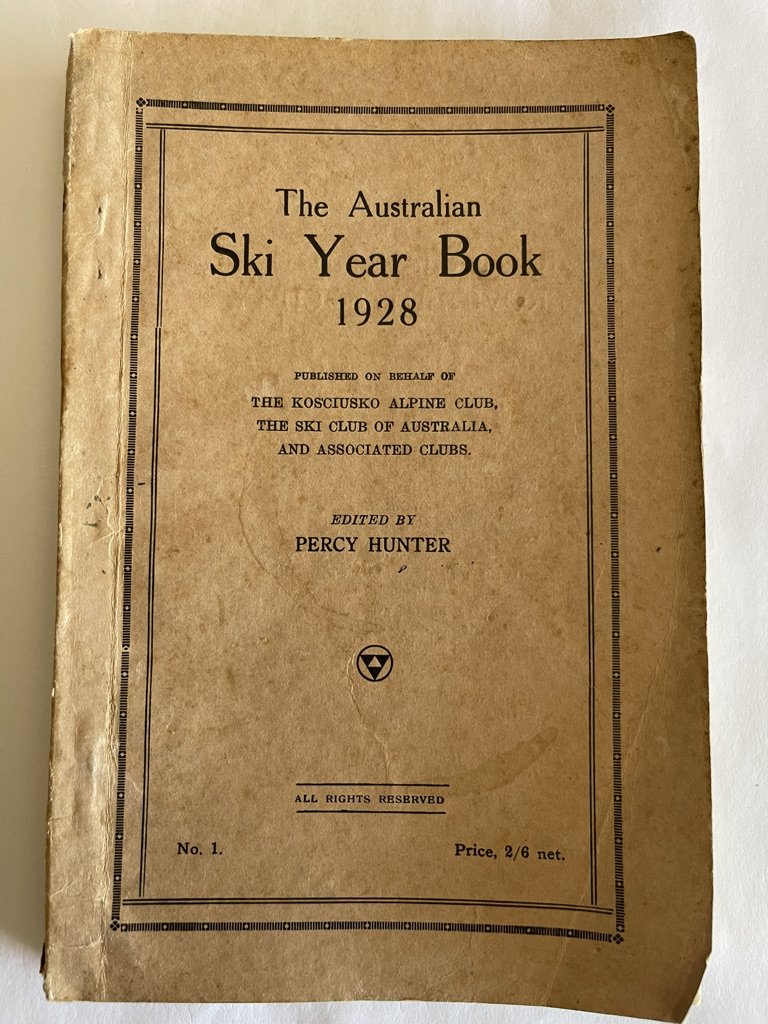 The Australian
Ski Year Book
1928
PUBLISHED ON BEHALF OF
THE KOSCIUSKO ALPINE CLUB,
THE SKI CLUB OF AUSTRALIA,
AND ASSOCIATED CLUBS.
EDITED BY
PERCY HUNTER
ALL RIGHTS RESERVED
No. 1.
Price, 2/6 net.